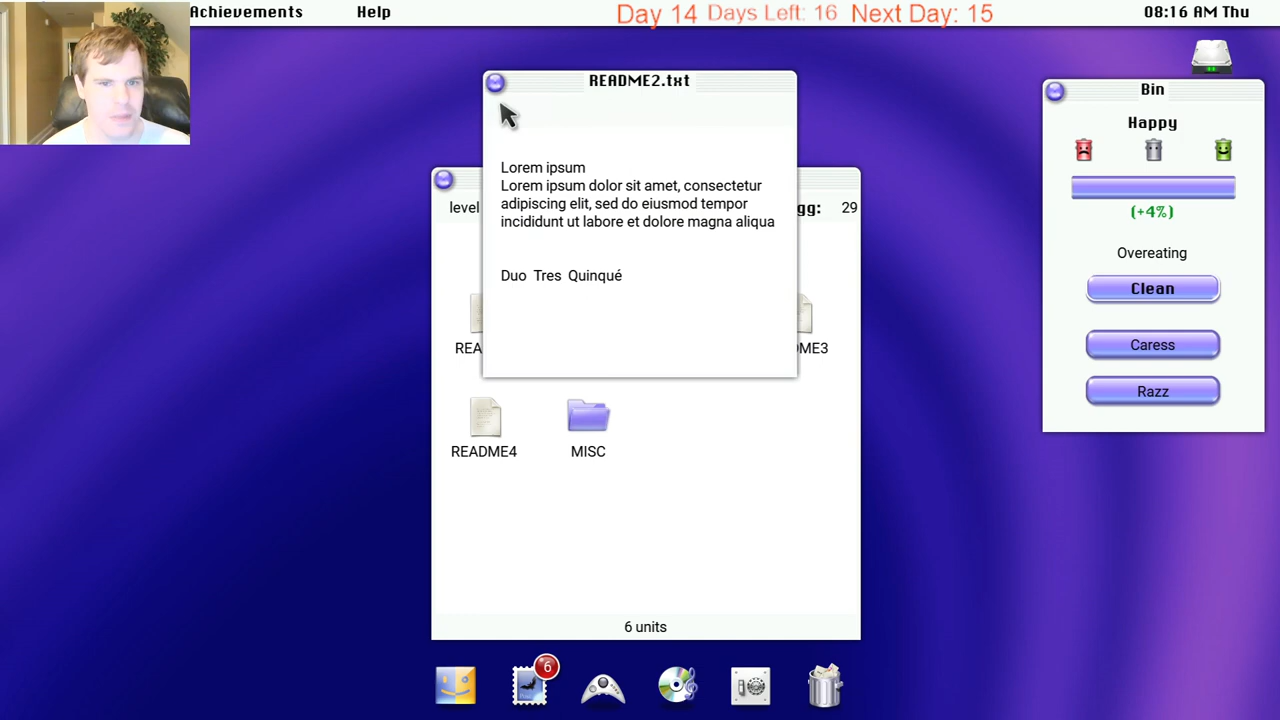 Achievements Help Day 14 Days Left: 16 Next Day: 15 08:16 AM Thu
README2.txt
Lorem ipsum
Lorem ipsum dolor sit amet, consectetur
adipiscing elit, sed do eiusmod tempor
incididunt ut labore et dolore magna aliqua
Duo Tres Quinqué
level gg: 29
REA ME3
README4 MISC
6 units
Bin
Happy
(+4%)
Overeating
Clean
Caress
Razz
6